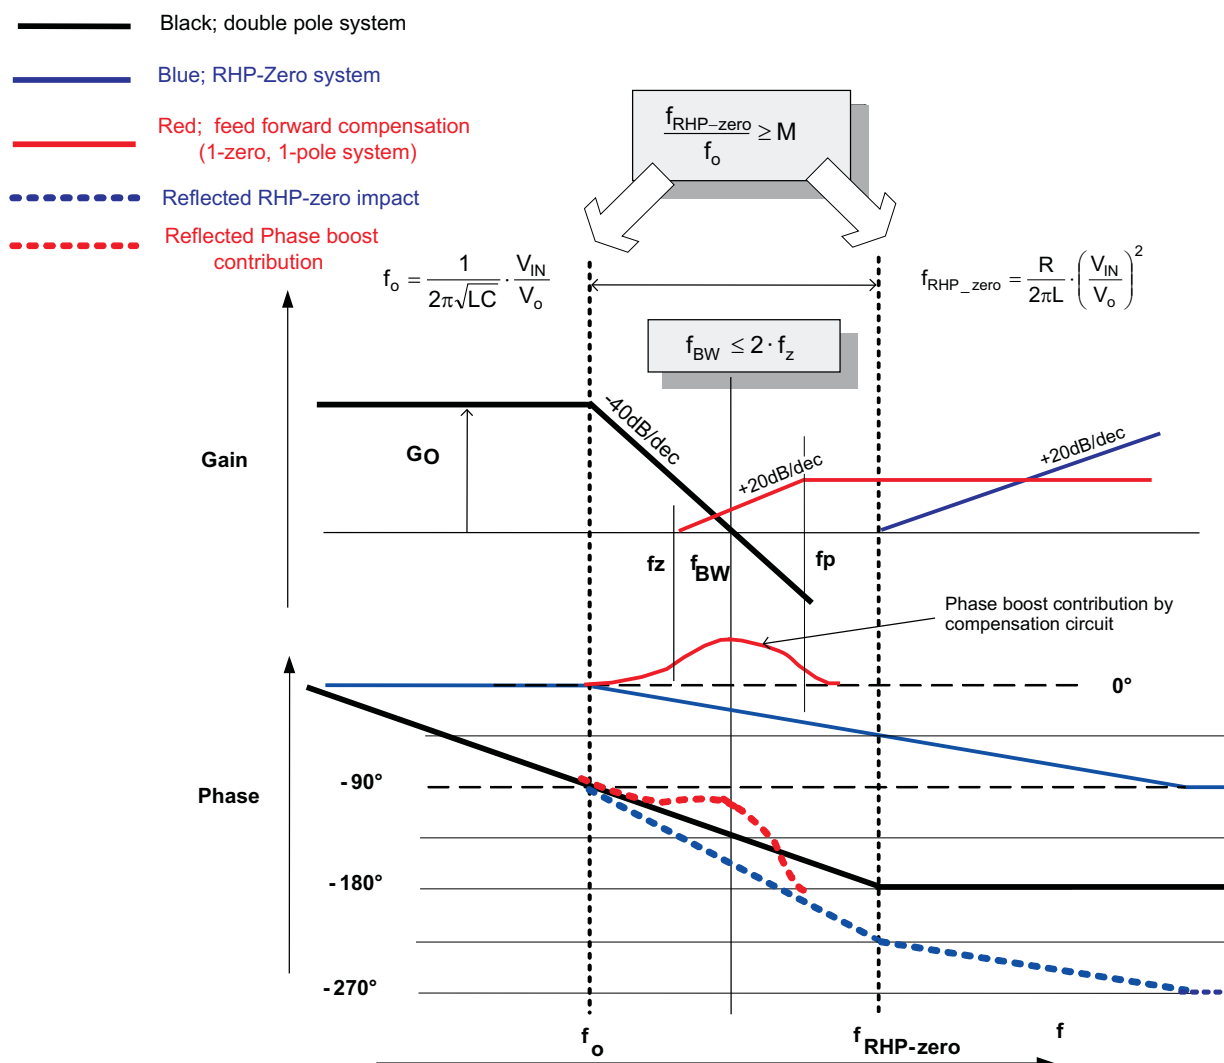 Black; double pole system
Blue; RHP-Zero system
Red; feed forward compensation
(1-zero, 1-pole system)
Reflected RHP-zero impact
Reflected Phase boost
contribution
f_RHP–zero / f_o ≥ M
f_o = 1 / (2π√LC) · V_IN / V_o
f_RHP_zero = R / (2πL) · (V_IN / V_o)^2
f_BW ≤ 2 · f_z
-40dB/dec
+20dB/dec
+20dB/dec
Gain
GO
fz
fBW
fp
Phase boost contribution by
compensation circuit
0°
Phase
-90°
-180°
-270°
fo
fRHP-zero
f